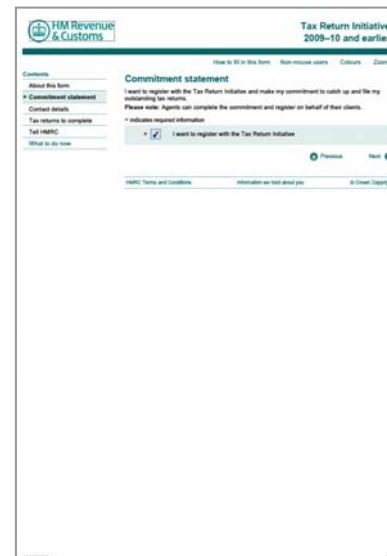 HM Revenue
& Customs
Tax Return Initiative
2009–10 and earlie
How to fill in this form Non-mouse users Colours Zoom
Contents
About this form
Commitment statement
Contact details
Tax returns to complete
Tell HMRC
What to do now
Commitment statement
I want to register with the Tax Return Initiative and make my commitment to catch up and file my
outstanding tax returns.
Please note: Agents can complete the commitment and register on behalf of their clients.
* indicates required information
* I want to register with the Tax Return Initiative
Previous Next
HMRC Terms and Conditions Information we hold about you © Crown Copyrig